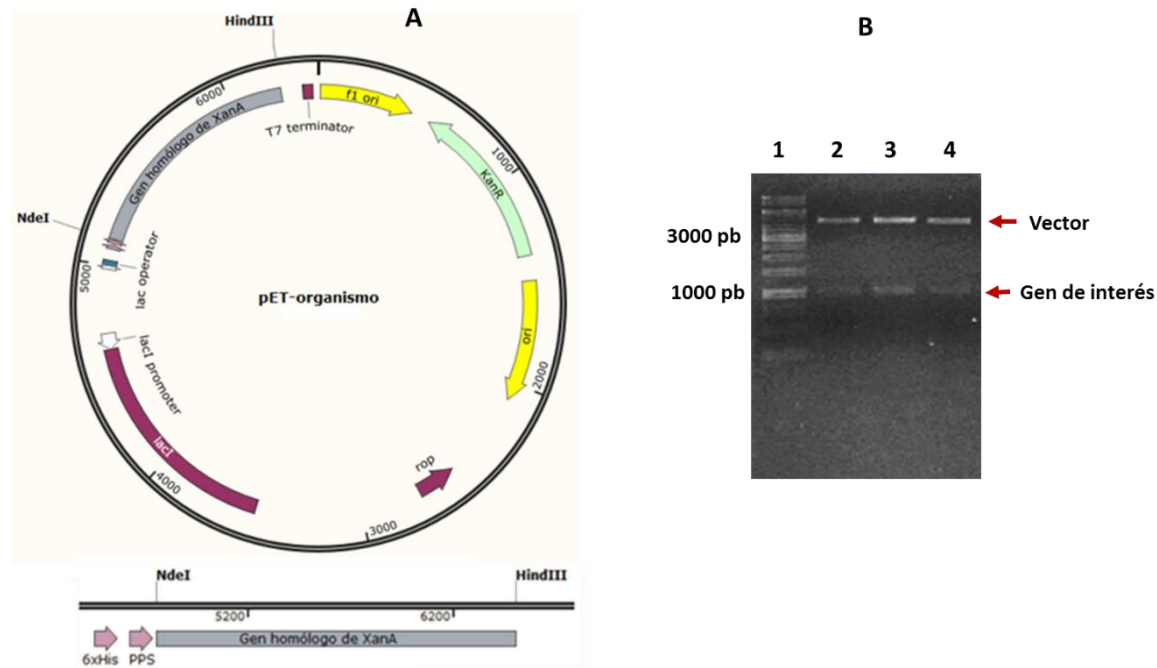 A
B
HindIII
6000
f1 ori
T7 terminator
Gen homólogo de XanA
1000
KanR
NdeI
5000
lac operator
pET-organismo
lacI promoter
ori
2000
lacI
4000
rop
3000
NdeI
HindIII
5200
6200
Gen homólogo de XanA
6xHis
PPS
1 2 3 4
3000 pb
Vector
1000 pb
Gen de interés